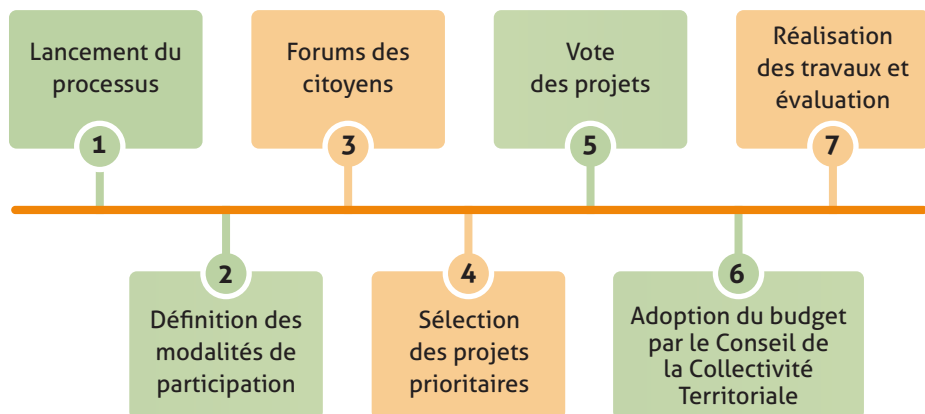 Lancement du
processus
1
2
Définition des
modalités de
participation
Forums des
citoyens
3
4
Sélection
des projets
prioritaires
Vote
des projets
5
6
Adoption du budget
par le Conseil de
la Collectivité
Territoriale
Réalisation
des travaux et
évaluation
7